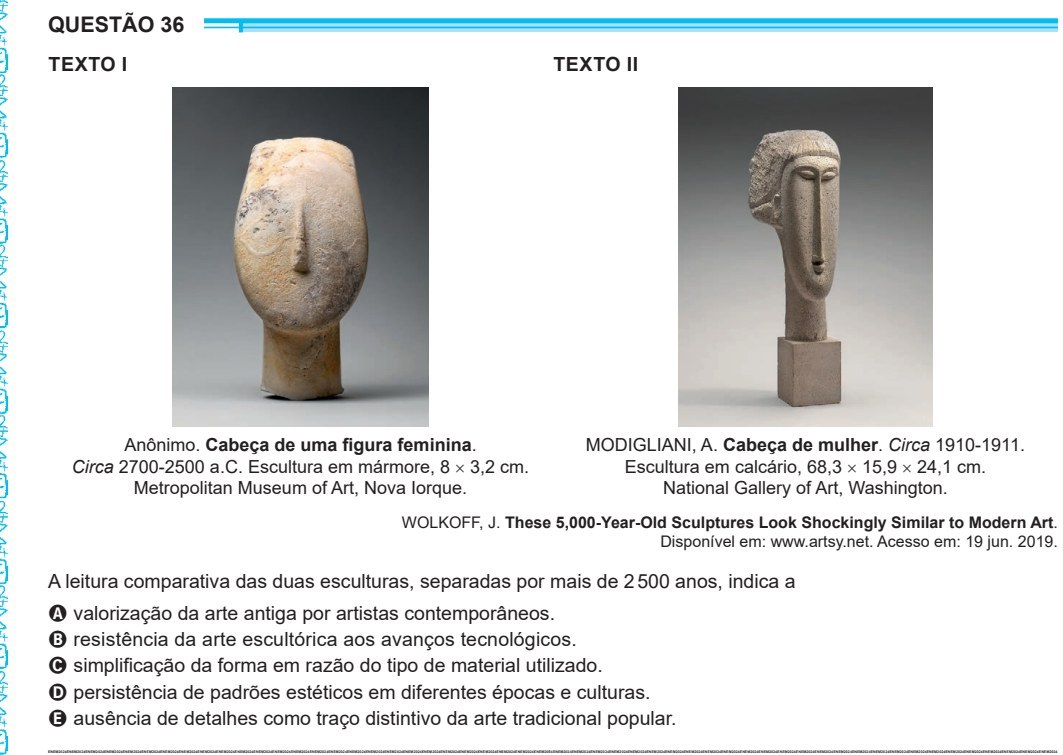 QUESTÃO 36
TEXTO I
TEXTO II
Anônimo. Cabeça de uma figura feminina.
Circa 2700-2500 a.C. Escultura em mármore, 8 × 3,2 cm.
Metropolitan Museum of Art, Nova Iorque.
MODIGLIANI, A. Cabeça de mulher. Circa 1910-1911.
Escultura em calcário, 68,3 × 15,9 × 24,1 cm.
National Gallery of Art, Washington.
WOLKOFF, J. These 5,000-Year-Old Sculptures Look Shockingly Similar to Modern Art.
Disponível em: www.artsy.net. Acesso em: 19 jun. 2019.
A leitura comparativa das duas esculturas, separadas por mais de 2 500 anos, indica a
A valorização da arte antiga por artistas contemporâneos.
B resistência da arte escultórica aos avanços tecnológicos.
C simplificação da forma em razão do tipo de material utilizado.
D persistência de padrões estéticos em diferentes épocas e culturas.
E ausência de detalhes como traço distintivo da arte tradicional popular.